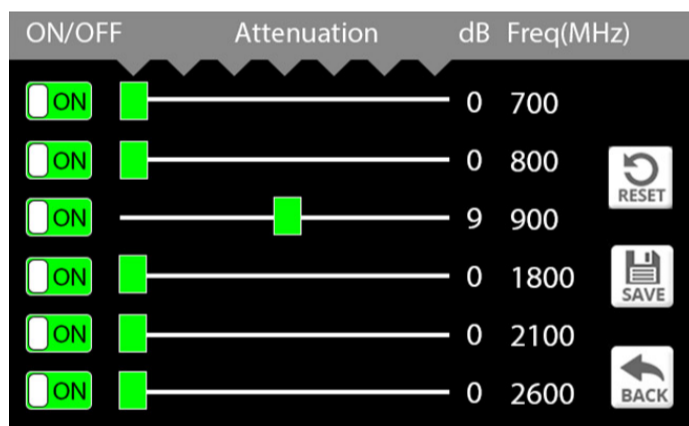 ON/OFF Attenuation dB Freq(MHz)
ON 0 700
ON 0 800
RESET
ON 9 900
ON 0 1800
SAVE
ON 0 2100
ON 0 2600
BACK